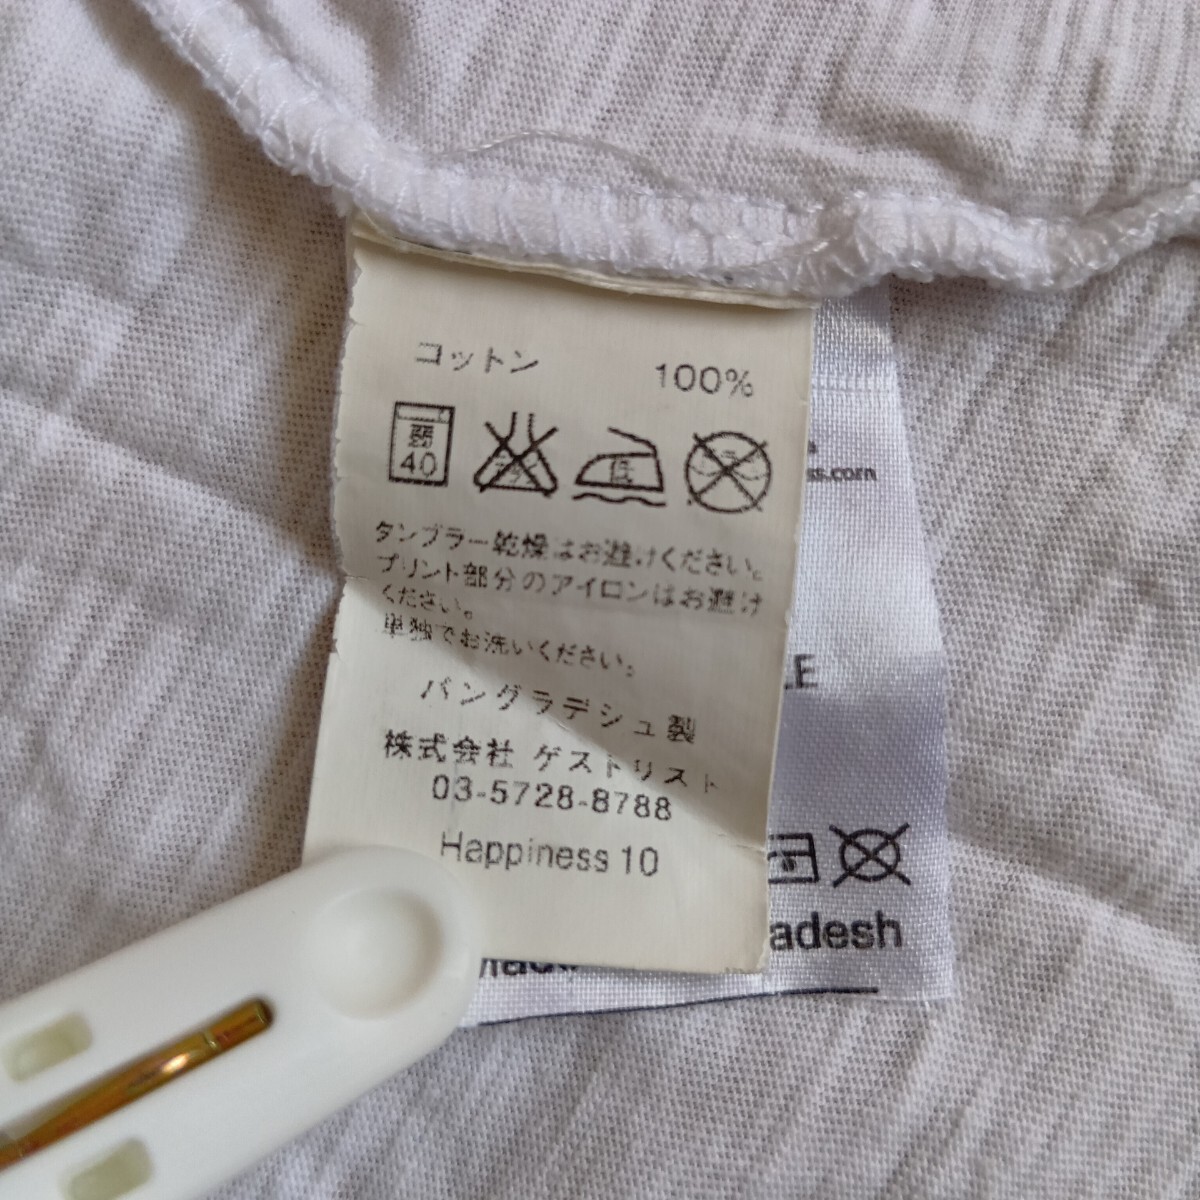 コットン 100%
弱
40
タンブラー乾燥はお避けください。
プリント部分のアイロンはお避け
ください。
単独でお洗いください。
バングラデシュ製
株式会社 ゲストリスト
03-5728-8788
Happiness 10
ss.com
LE
adesh